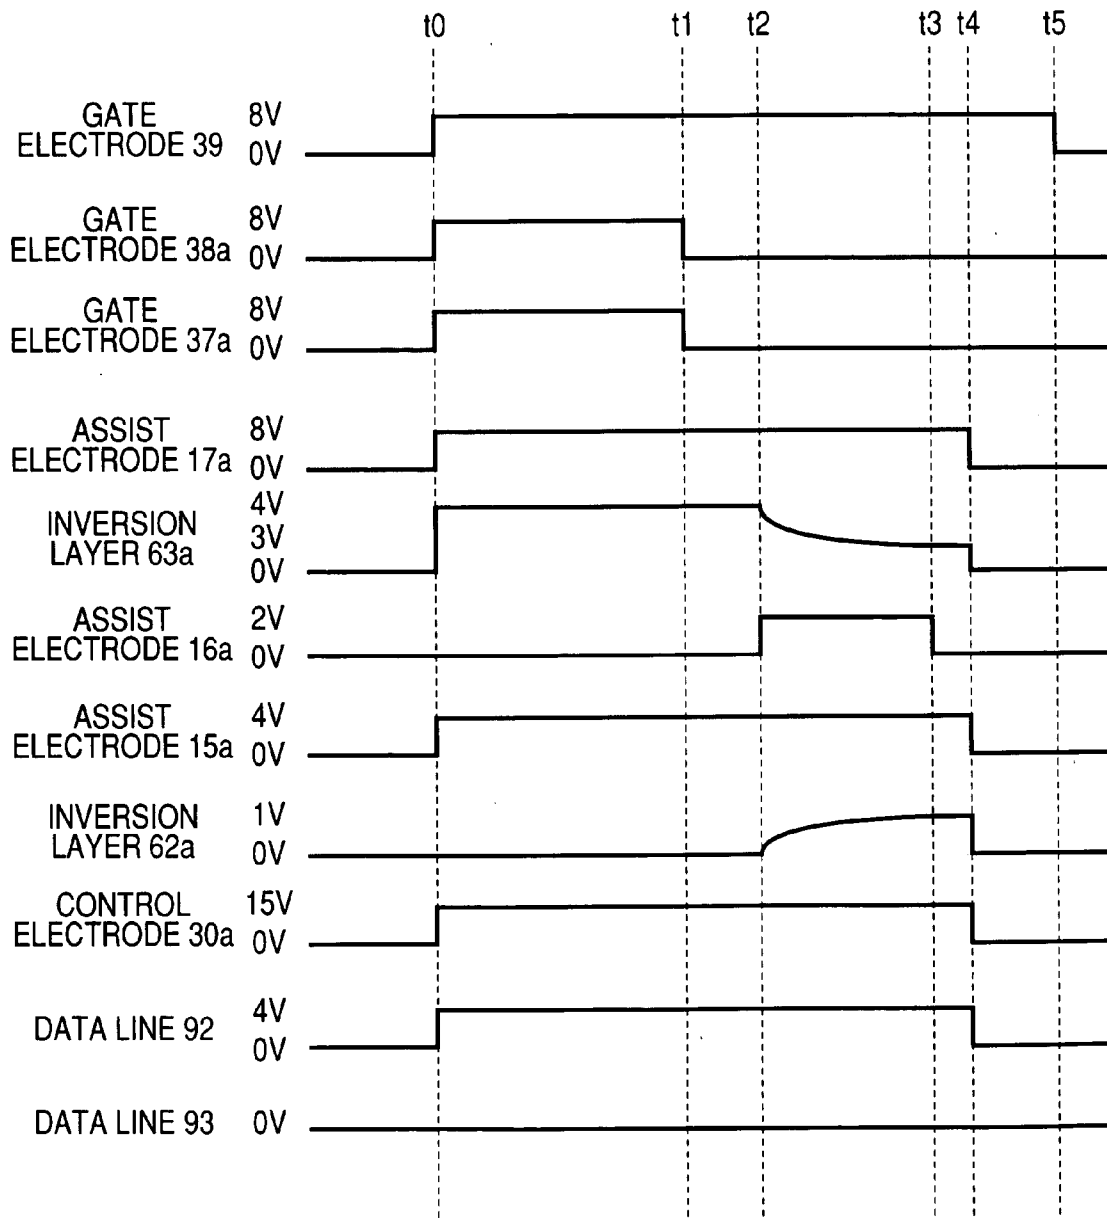 t0 t1 t2 t3 t4 t5
GATE
ELECTRODE 39
8V
0V
GATE
ELECTRODE 38a
8V
0V
GATE
ELECTRODE 37a
8V
0V
ASSIST
ELECTRODE 17a
8V
0V
INVERSION
LAYER 63a
4V
3V
0V
ASSIST
ELECTRODE 16a
2V
0V
ASSIST
ELECTRODE 15a
4V
0V
INVERSION
LAYER 62a
1V
0V
CONTROL
ELECTRODE 30a
15V
0V
DATA LINE 92
4V
0V
DATA LINE 93
0V